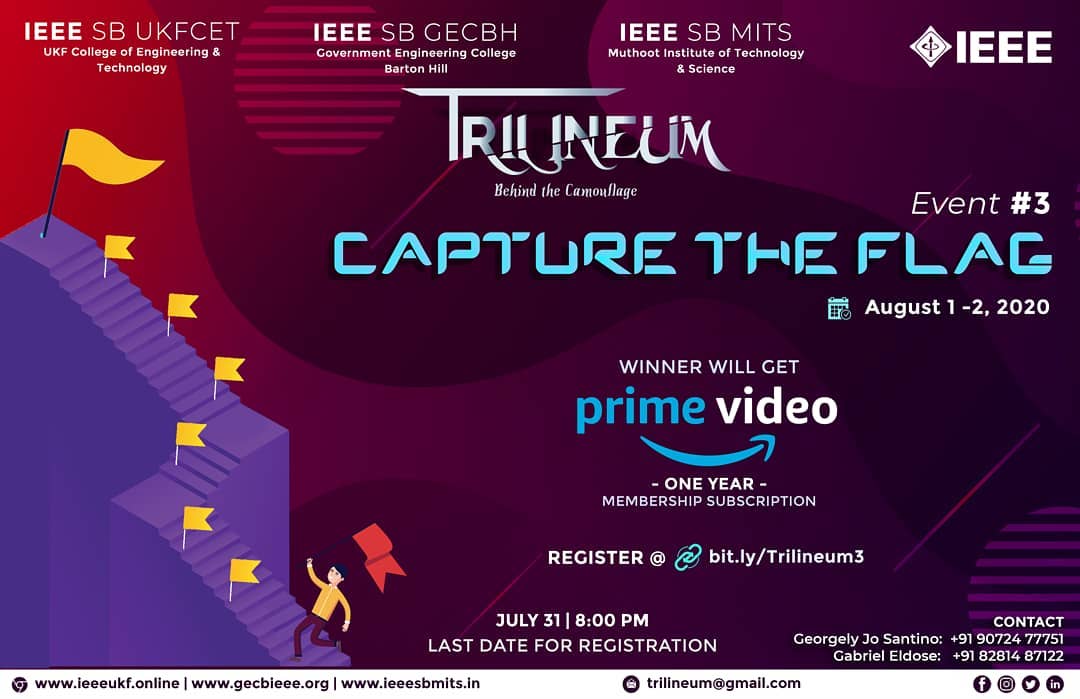 IEEE SB UKFCET
UKF College of Engineering &
Technology
IEEE SB GECBH
Government Engineering College
Barton Hill
IEEE SB MITS
Muthoot Institute of Technology
& Science
IEEE
TRILINEUM
Behind the Camouflage
Event #3
CAPTURE THE FLAG
August 1 -2, 2020
WINNER WILL GET
prime video
- ONE YEAR -
MEMBERSHIP SUBSCRIPTION
REGISTER @ bit.ly/Trilineum3
JULY 31 | 8:00 PM
LAST DATE FOR REGISTRATION
CONTACT
Georgely Jo Santino: +91 90724 77751
Gabriel Eldose: +91 82814 87122
www.ieeeukf.online | www.gecbieee.org | www.ieeesbmits.in
trilineum@gmail.com